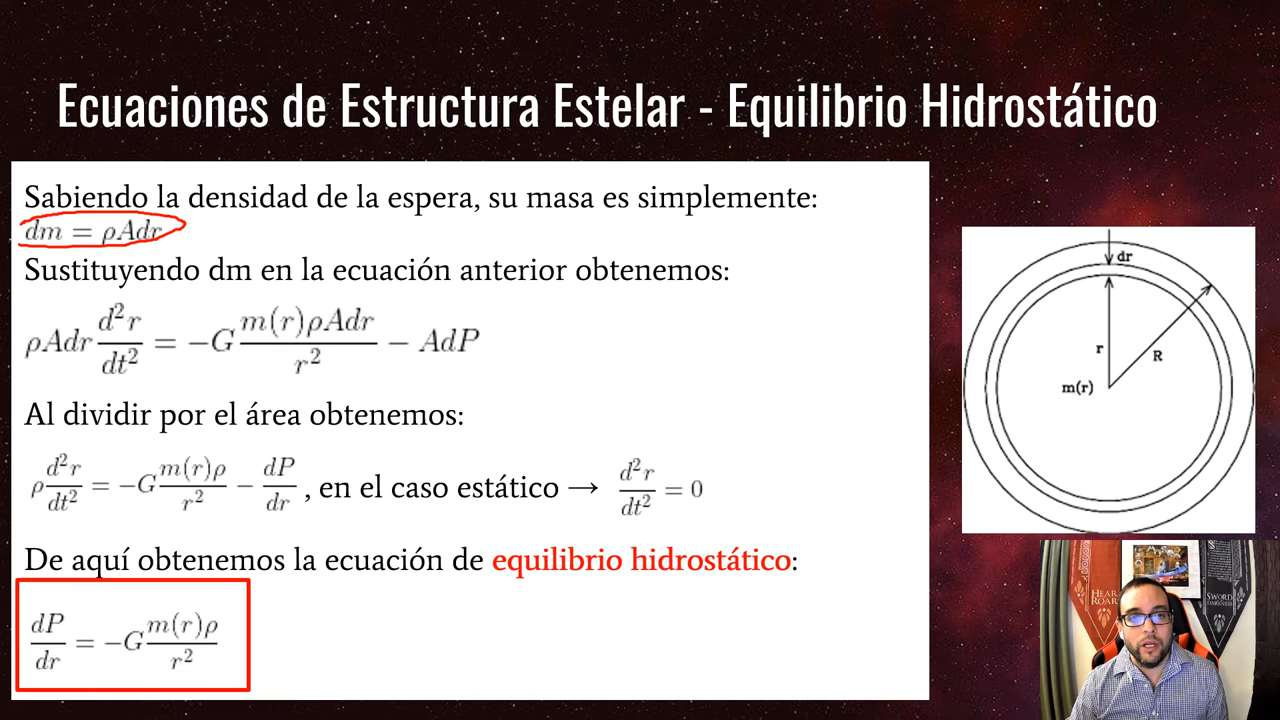 Ecuaciones de Estructura Estelar - Equilibrio Hidrostático
Sabiendo la densidad de la espera, su masa es simplemente:
dm = ρAdr
Sustituyendo dm en la ecuación anterior obtenemos:
ρAdr d²r/dt² = −G m(r)ρAdr/r² − AdP
Al dividir por el área obtenemos:
ρ d²r/dt² = −G m(r)ρ/r² − dP/dr , en el caso estático → d²r/dt² = 0
De aquí obtenemos la ecuación de equilibrio hidrostático:
dP/dr = −G m(r)ρ/r²
dr
r
R
m(r)
HEAR
ROAR
SWORD
DARKNESS